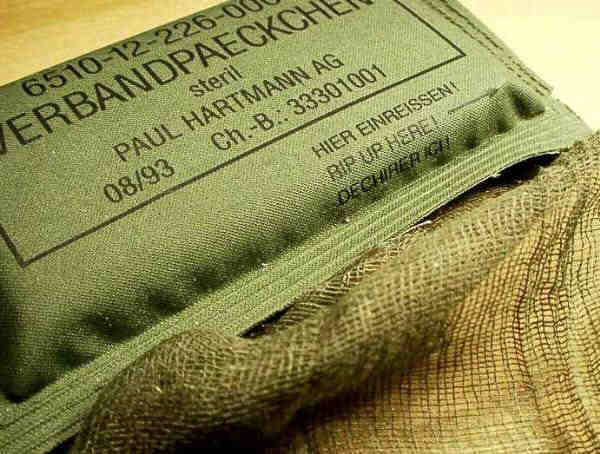 6510-12-226-00
VERBANDPAECKCHEN
steril
PAUL HARTMANN AG
08/93 Ch.-B.: 33301001
HIER EINREISSEN!
RIP UP HERE!
DECHIRER ICI